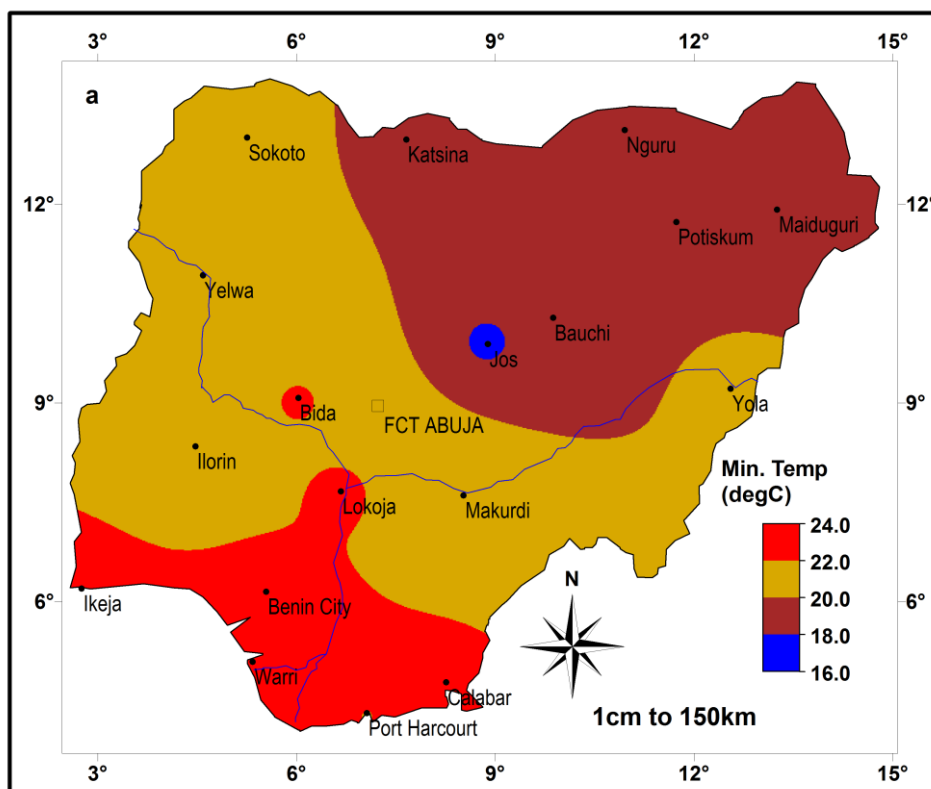 3° 6° 9° 12° 15°
a
Sokoto
Katsina
Nguru
12° 12°
Potiskum
Maiduguri
Yelwa
Bauchi
Jos
9° 9°
Bida
FCT ABUJA
Yola
Ilorin
Min. Temp
(degC)
Lokoja
Makurdi
24.0
22.0
20.0
18.0
16.0
N
6° 6°
Ikeja
Benin City
Warri
Calabar
Port Harcourt
1cm to 150km
3° 6° 9° 12° 15°